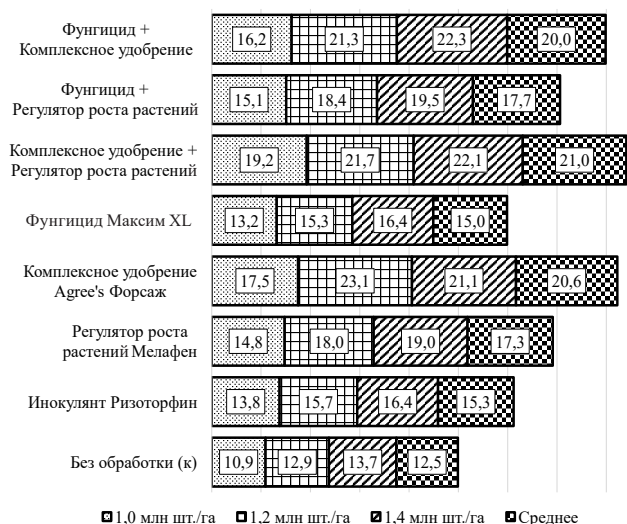 Фунгицид +
Комплексное удобрение
16,2 21,3 22,3 20,0
Фунгицид +
Регулятор роста растений
15,1 18,4 19,5 17,7
Комплексное удобрение +
Регулятор роста растений
19,2 21,7 22,1 21,0
Фунгицид Максим XL
13,2 15,3 16,4 15,0
Комплексное удобрение
Agree's Форсаж
17,5 23,1 21,1 20,6
Регулятор роста
растений Мелафен
14,8 18,0 19,0 17,3
Инокулянт Ризоторфин
13,8 15,7 16,4 15,3
Без обработки (к)
10,9 12,9 13,7 12,5
1,0 млн шт./га 1,2 млн шт./га 1,4 млн шт./га Среднее